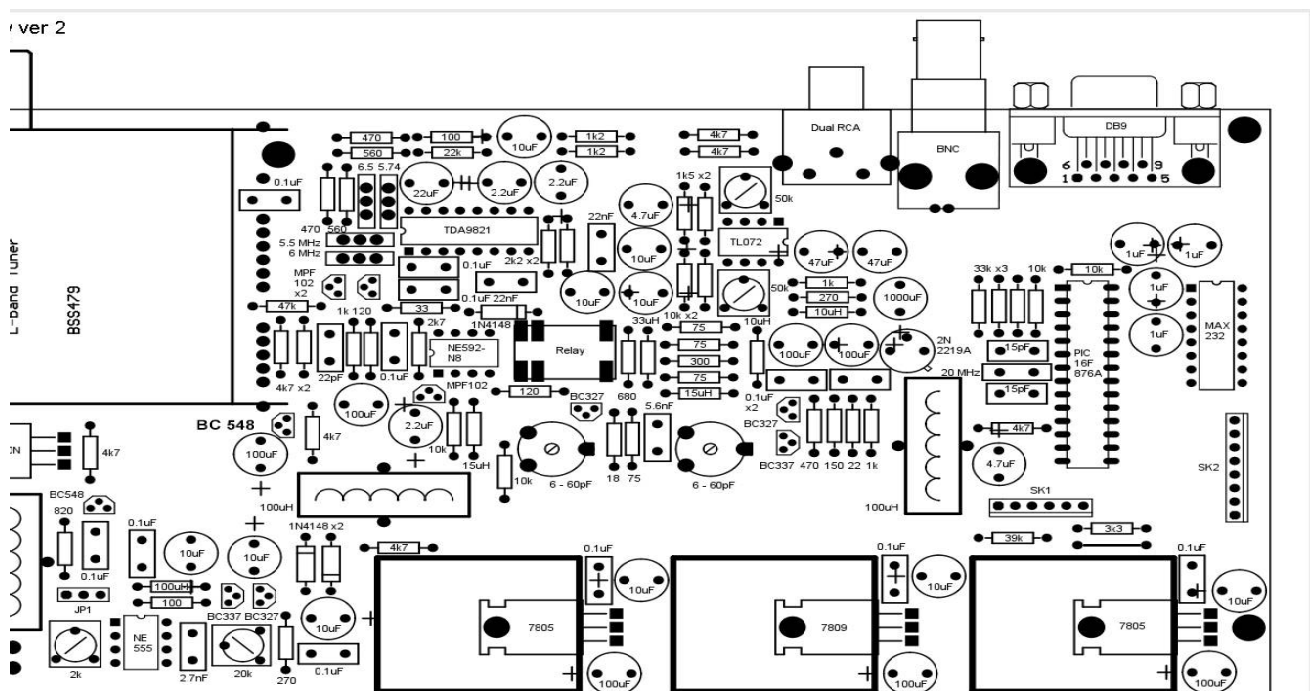 ver 2
Dual RCA
BNC
DB9
6 9
1 5
470 100 10uF 1k2 4k7
560 22k 1k2 4k7
6.5 5.74
0.1uF
22uF 2.2uF 2.2uF
1k5 x2
50k
470 560
22nF 4.7uF
TDA9821
TL072
5.5 MHz
6 MHz
2k2 x2
10uF
47uF 47uF
1uF 1uF
L-band Tuner
BSS479
MPF
102
x2
0.1uF
0.1uF 22nF
10uF 10uF
50k
33k x3 10k
10k
1uF
47k
33
1k
270
10uH
1000uF
1k 120
2k7
1N4148
33uH
10k x2
10uH
1uF
MAX
232
NE592-
N8
Relay
75
75
300
75
15uH
100uF 100uF
2N
2219A
15pF
20 MHz
15pF
PIC
16F
876A
4k7 x2
22pF
0.1uF
MPF102
120
680
0.1uF
x2
100uF
BC327
5.6nF
BC327
BC 548
2.2uF
4k7
4k7
CN
4k7
100uF
10k
15uH
BC337
470 150 22 1k
4.7uF
SK2
10k
6 - 60pF
18 75
6 - 60pF
BC548
820
100uH
100uH
SK1
0.1uF
1N4148 x2
3k3
39k
10uF
10uF
4k7
0.1uF
0.1uF
0.1uF
0.1uF
100uH
100
10uF
10uF
10uF
JP1
BC337 BC327
10uF
7805
7809
7805
NE
555
2k
2.7nF
20k
270
0.1uF
100uF
100uF
100uF